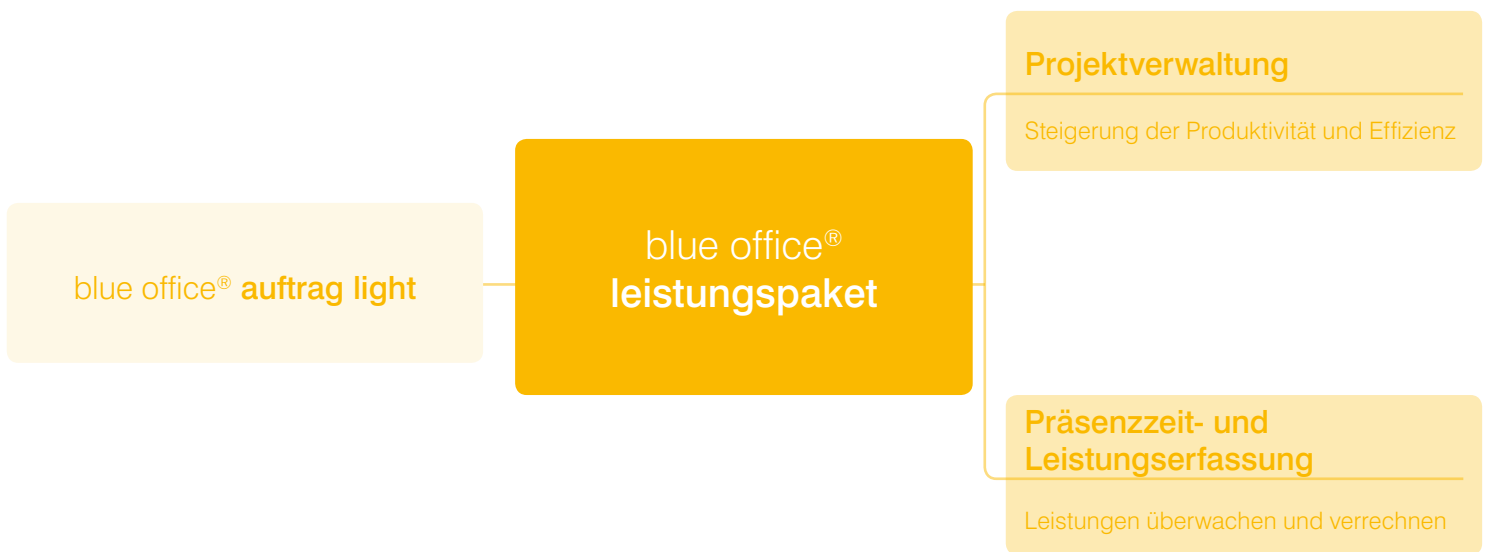 blue office® auftrag light
blue office®
leistungspaket
Projektverwaltung
Steigerung der Produktivität und Effizienz
Präsenzzeit- und
Leistungserfassung
Leistungen überwachen und verrechnen